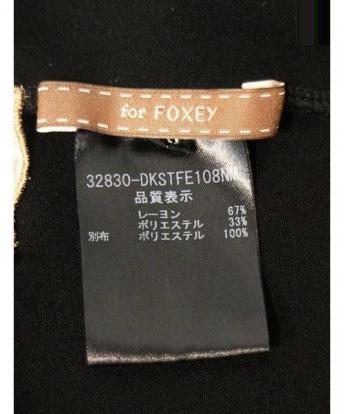 for FOXEY
32830-DKSTFE108NM
品質表示
レーヨン 67%
ポリエステル 33%
別布 ポリエステル 100%